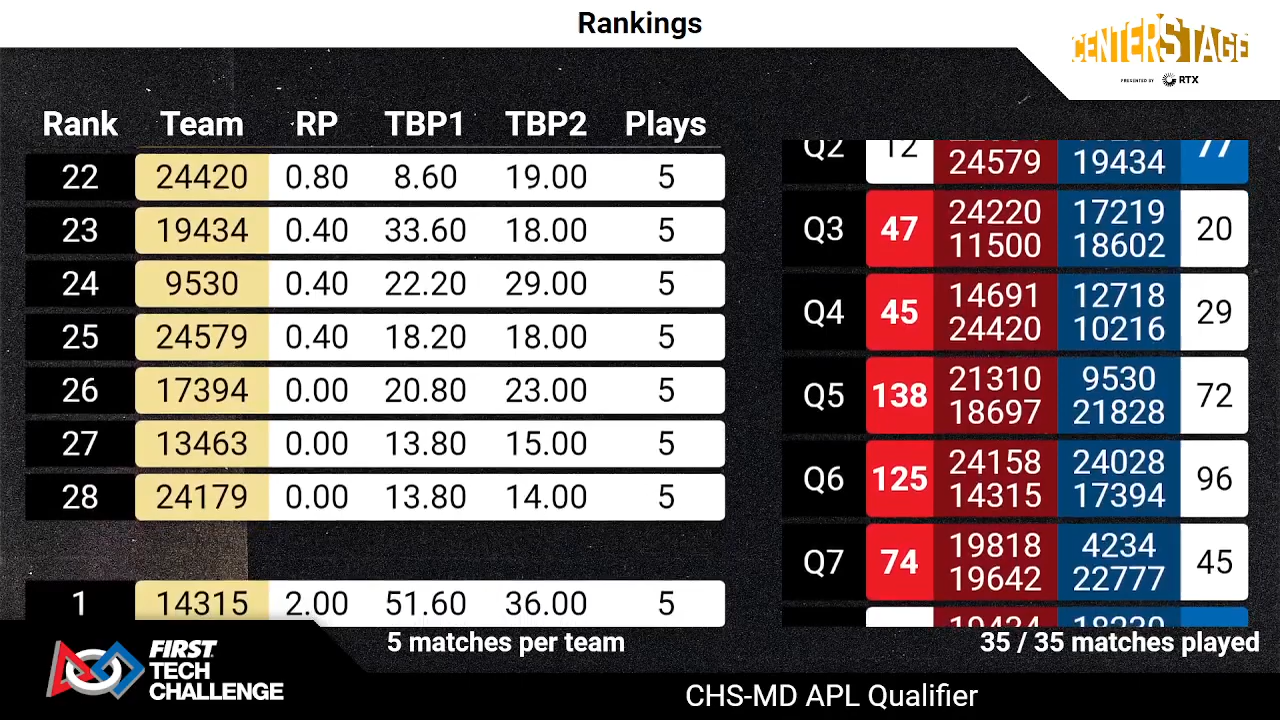 Rankings
CENTERSTAGE
PRESENTED BY RTX
Rank Team RP TBP1 TBP2 Plays
22 24420 0.80 8.60 19.00 5
23 19434 0.40 33.60 18.00 5
24 9530 0.40 22.20 29.00 5
25 24579 0.40 18.20 18.00 5
26 17394 0.00 20.80 23.00 5
27 13463 0.00 13.80 15.00 5
28 24179 0.00 13.80 14.00 5
1 14315 2.00 51.60 36.00 5
5 matches per team
Q2 12 77
24579 19434
24220 17219
Q3 47 20
11500 18602
14691 12718
Q4 45 29
24420 10216
21310 9530
Q5 138 72
18697 21828
24158 24028
Q6 125 96
14315 17394
19818 4234
Q7 74 45
19642 22777
35 / 35 matches played
FIRST
TECH
CHALLENGE
CHS-MD APL Qualifier